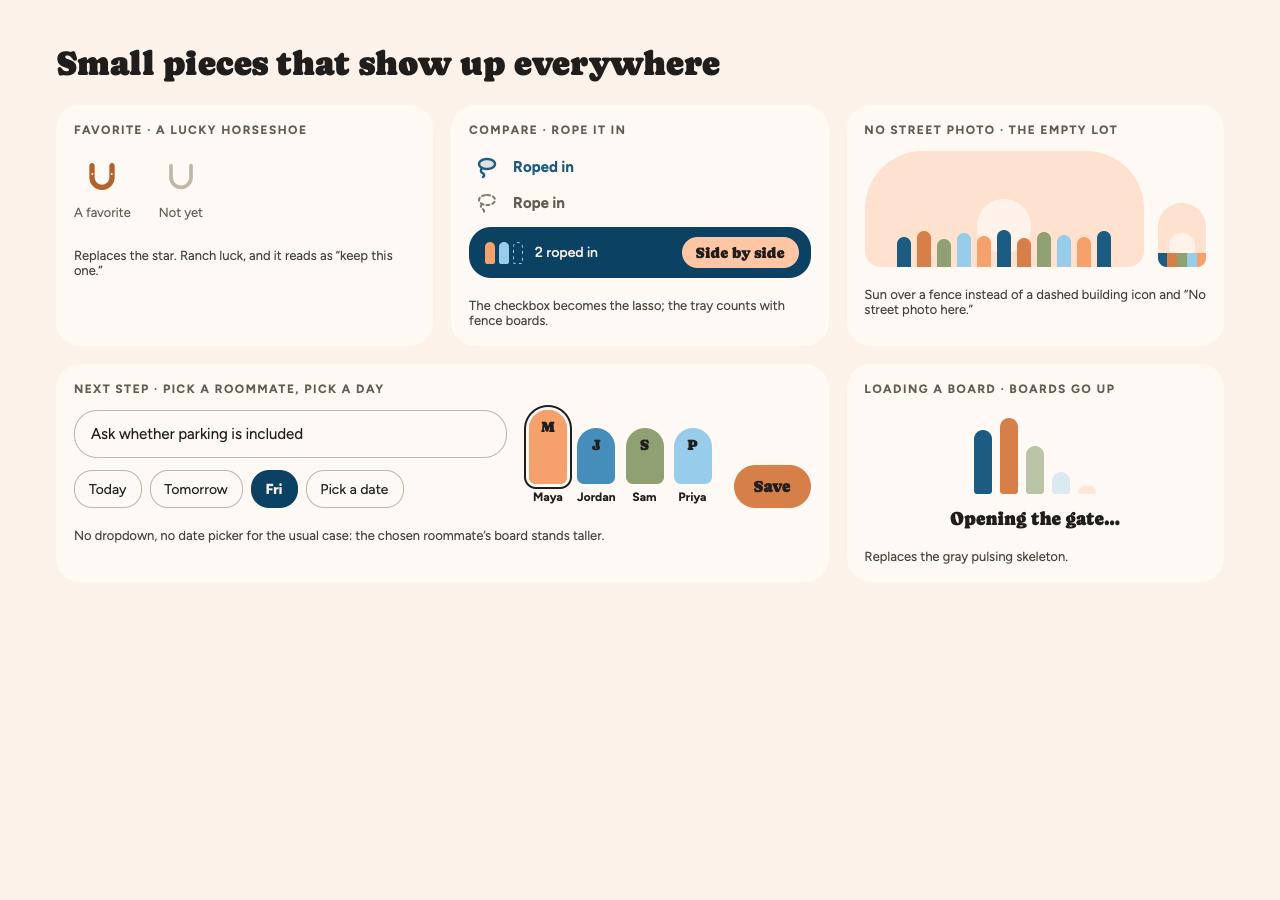 Small pieces that show up everywhere
FAVORITE · A LUCKY HORSESHOE
A favorite
Not yet
Replaces the star. Ranch luck, and it reads as “keep this
one.”
COMPARE · ROPE IT IN
Roped in
Rope in
2 roped in
Side by side
The checkbox becomes the lasso; the tray counts with
fence boards.
NO STREET PHOTO · THE EMPTY LOT
Sun over a fence instead of a dashed building icon and “No
street photo here.”
NEXT STEP · PICK A ROOMMATE, PICK A DAY
Ask whether parking is included
Today
Tomorrow
Fri
Pick a date
M
J
S
P
Maya
Jordan
Sam
Priya
Save
No dropdown, no date picker for the usual case: the chosen roommate’s board stands taller.
LOADING A BOARD · BOARDS GO UP
Opening the gate…
Replaces the gray pulsing skeleton.